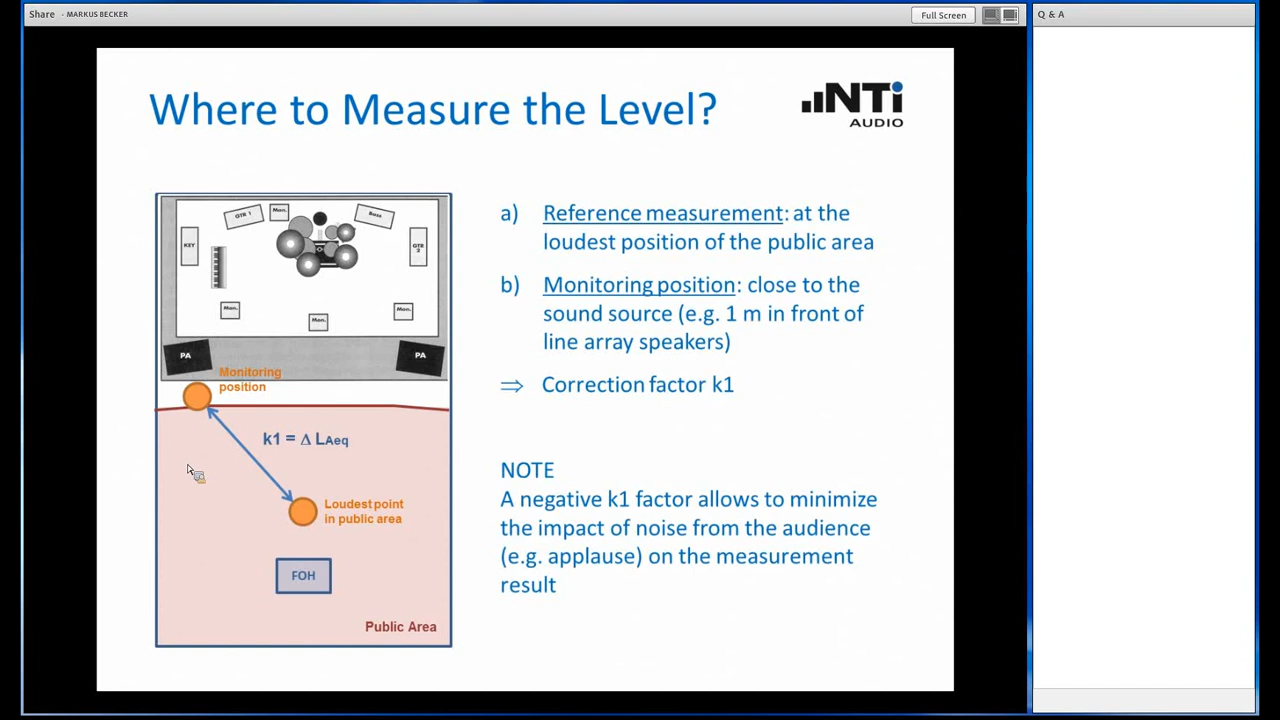 Share - MARKUS BECKER
Full Screen
Q & A
Where to Measure the Level?
NTi
AUDIO
GTR 1
Mon.
Bass
KEY
GTR 2
Mon.
Mon.
Mon.
PA
PA
Monitoring
position
k1 = Δ LAeq
Loudest point
in public area
FOH
Public Area
a) Reference measurement: at the
loudest position of the public area
b) Monitoring position: close to the
sound source (e.g. 1 m in front of
line array speakers)
⇒ Correction factor k1
NOTE
A negative k1 factor allows to minimize
the impact of noise from the audience
(e.g. applause) on the measurement
result